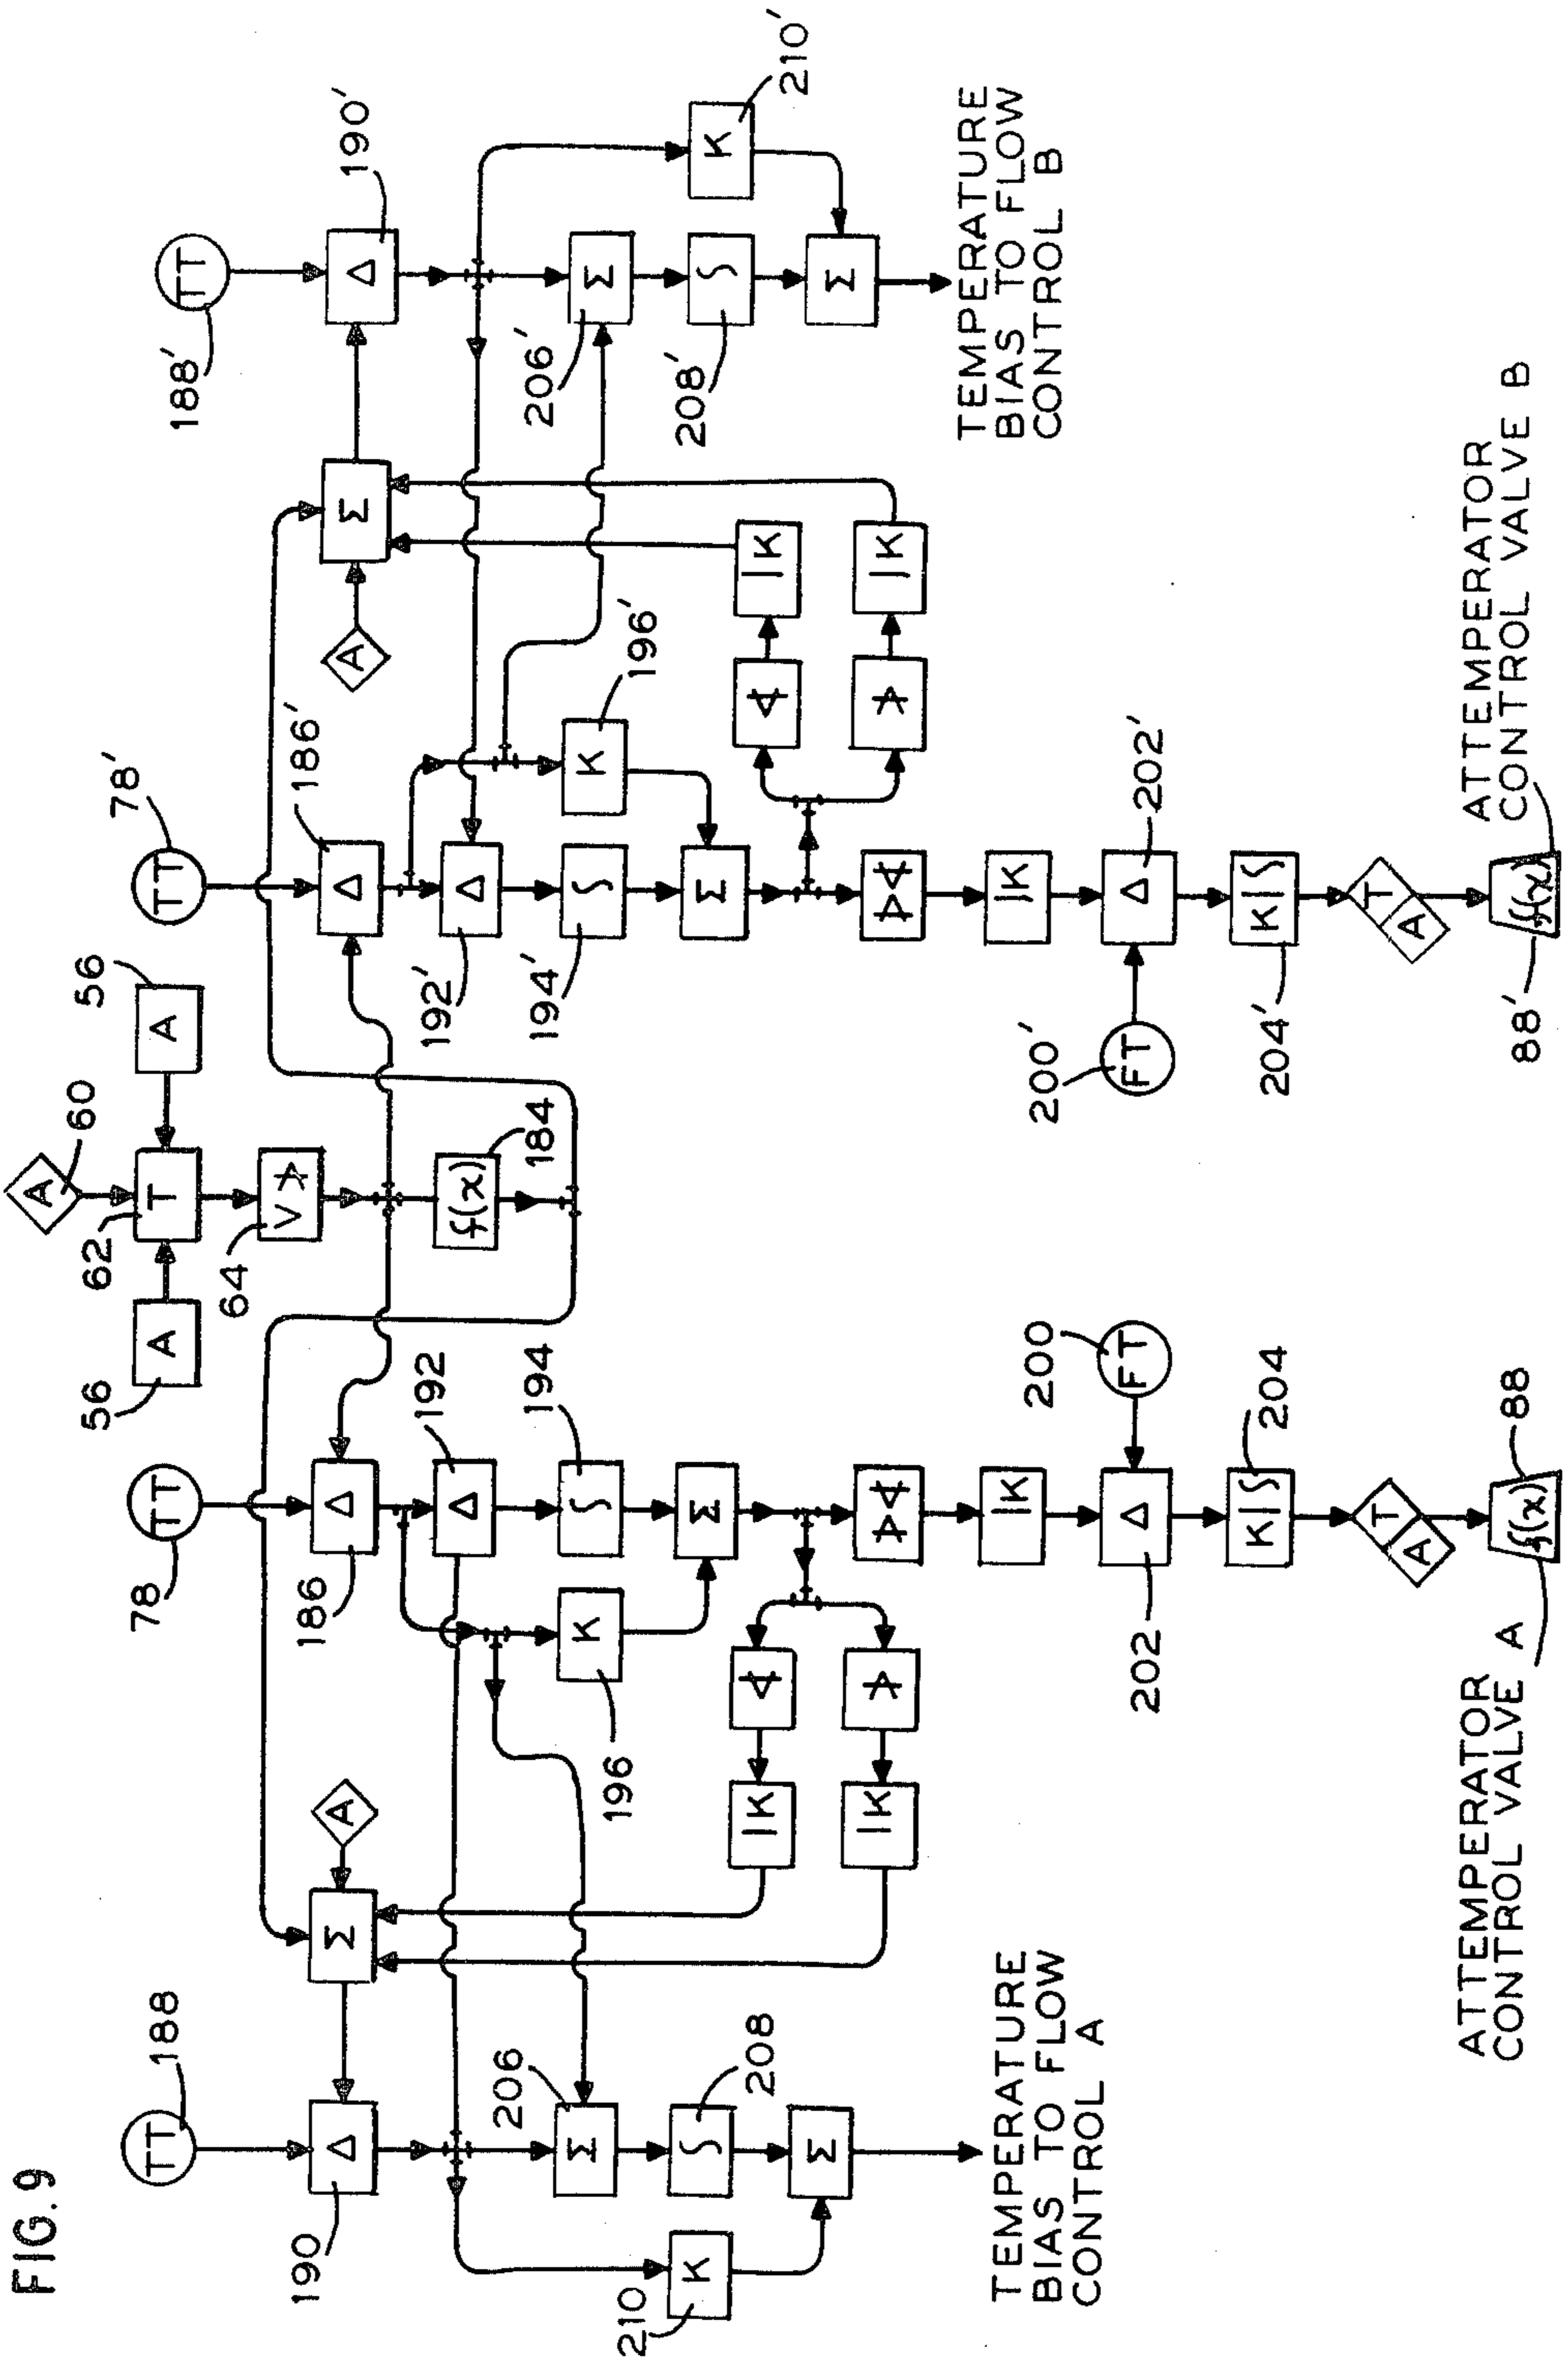 FIG. 9
A
60
56
A
T
A
56
62
64
V ≮
f(x)
184
188
TT
78
TT
78'
TT
188'
TT
190
Δ
Σ
A
186
Δ
186'
Δ
A
Σ
190'
Δ
192
Δ
192'
Δ
206
Σ
196
K
194
∫
194'
∫
196'
K
206'
Σ
210
K
208
∫
Σ
Σ
208'
∫
210'
K
Σ
|K
∢
∢
|K
Σ
|K
≯
≯
|K
TEMPERATURE
BIAS TO FLOW
CONTROL A
TEMPERATURE
BIAS TO FLOW
CONTROL B
|K
|K
202
Δ
200
FT
200'
FT
202'
Δ
204
K|∫
204'
K|∫
T
A
T
A
88
f(x)
88'
f(x)
ATTEMPERATOR
CONTROL VALVE A
ATTEMPERATOR
CONTROL VALVE B